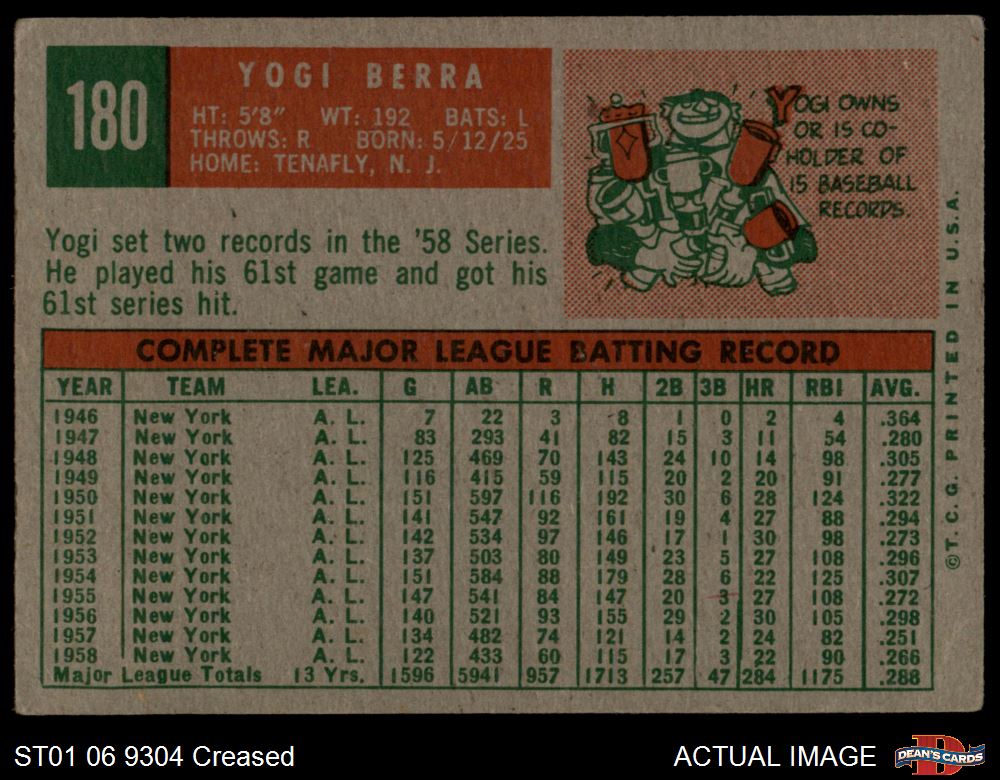 180
YOGI BERRA
HT: 5'8" WT: 192 BATS: L
THROWS: R BORN: 5/12/25
HOME: TENAFLY, N. J.
YOGI OWNS
OR IS CO-
HOLDER OF
15 BASEBALL
RECORDS.
Yogi set two records in the '58 Series.
He played his 61st game and got his
61st series hit.
COMPLETE MAJOR LEAGUE BATTING RECORD
YEAR TEAM LEA. G AB R H 2B 3B HR RBI AVG.
1946 New York A. L. 7 22 3 8 1 0 2 4 .364
1947 New York A. L. 83 293 41 82 15 3 11 54 .280
1948 New York A. L. 125 469 70 143 24 10 14 98 .305
1949 New York A. L. 116 415 59 115 20 2 20 91 .277
1950 New York A. L. 151 597 116 192 30 6 28 124 .322
1951 New York A. L. 141 547 92 161 19 4 27 88 .294
1952 New York A. L. 142 534 97 146 17 1 30 98 .273
1953 New York A. L. 137 503 80 149 23 5 27 108 .296
1954 New York A. L. 151 584 88 179 28 6 22 125 .307
1955 New York A. L. 147 541 84 147 20 3 27 108 .272
1956 New York A. L. 140 521 93 155 29 2 30 105 .298
1957 New York A. L. 134 482 74 121 14 2 24 82 .251
1958 New York A. L. 122 433 60 115 17 3 22 90 .266
Major League Totals 13 Yrs. 1596 5941 957 1713 257 47 284 1175 .288
©T. C. G. PRINTED IN U.S.A.
ST01 06 9304 Creased
ACTUAL IMAGE
DEAN'S CARDS